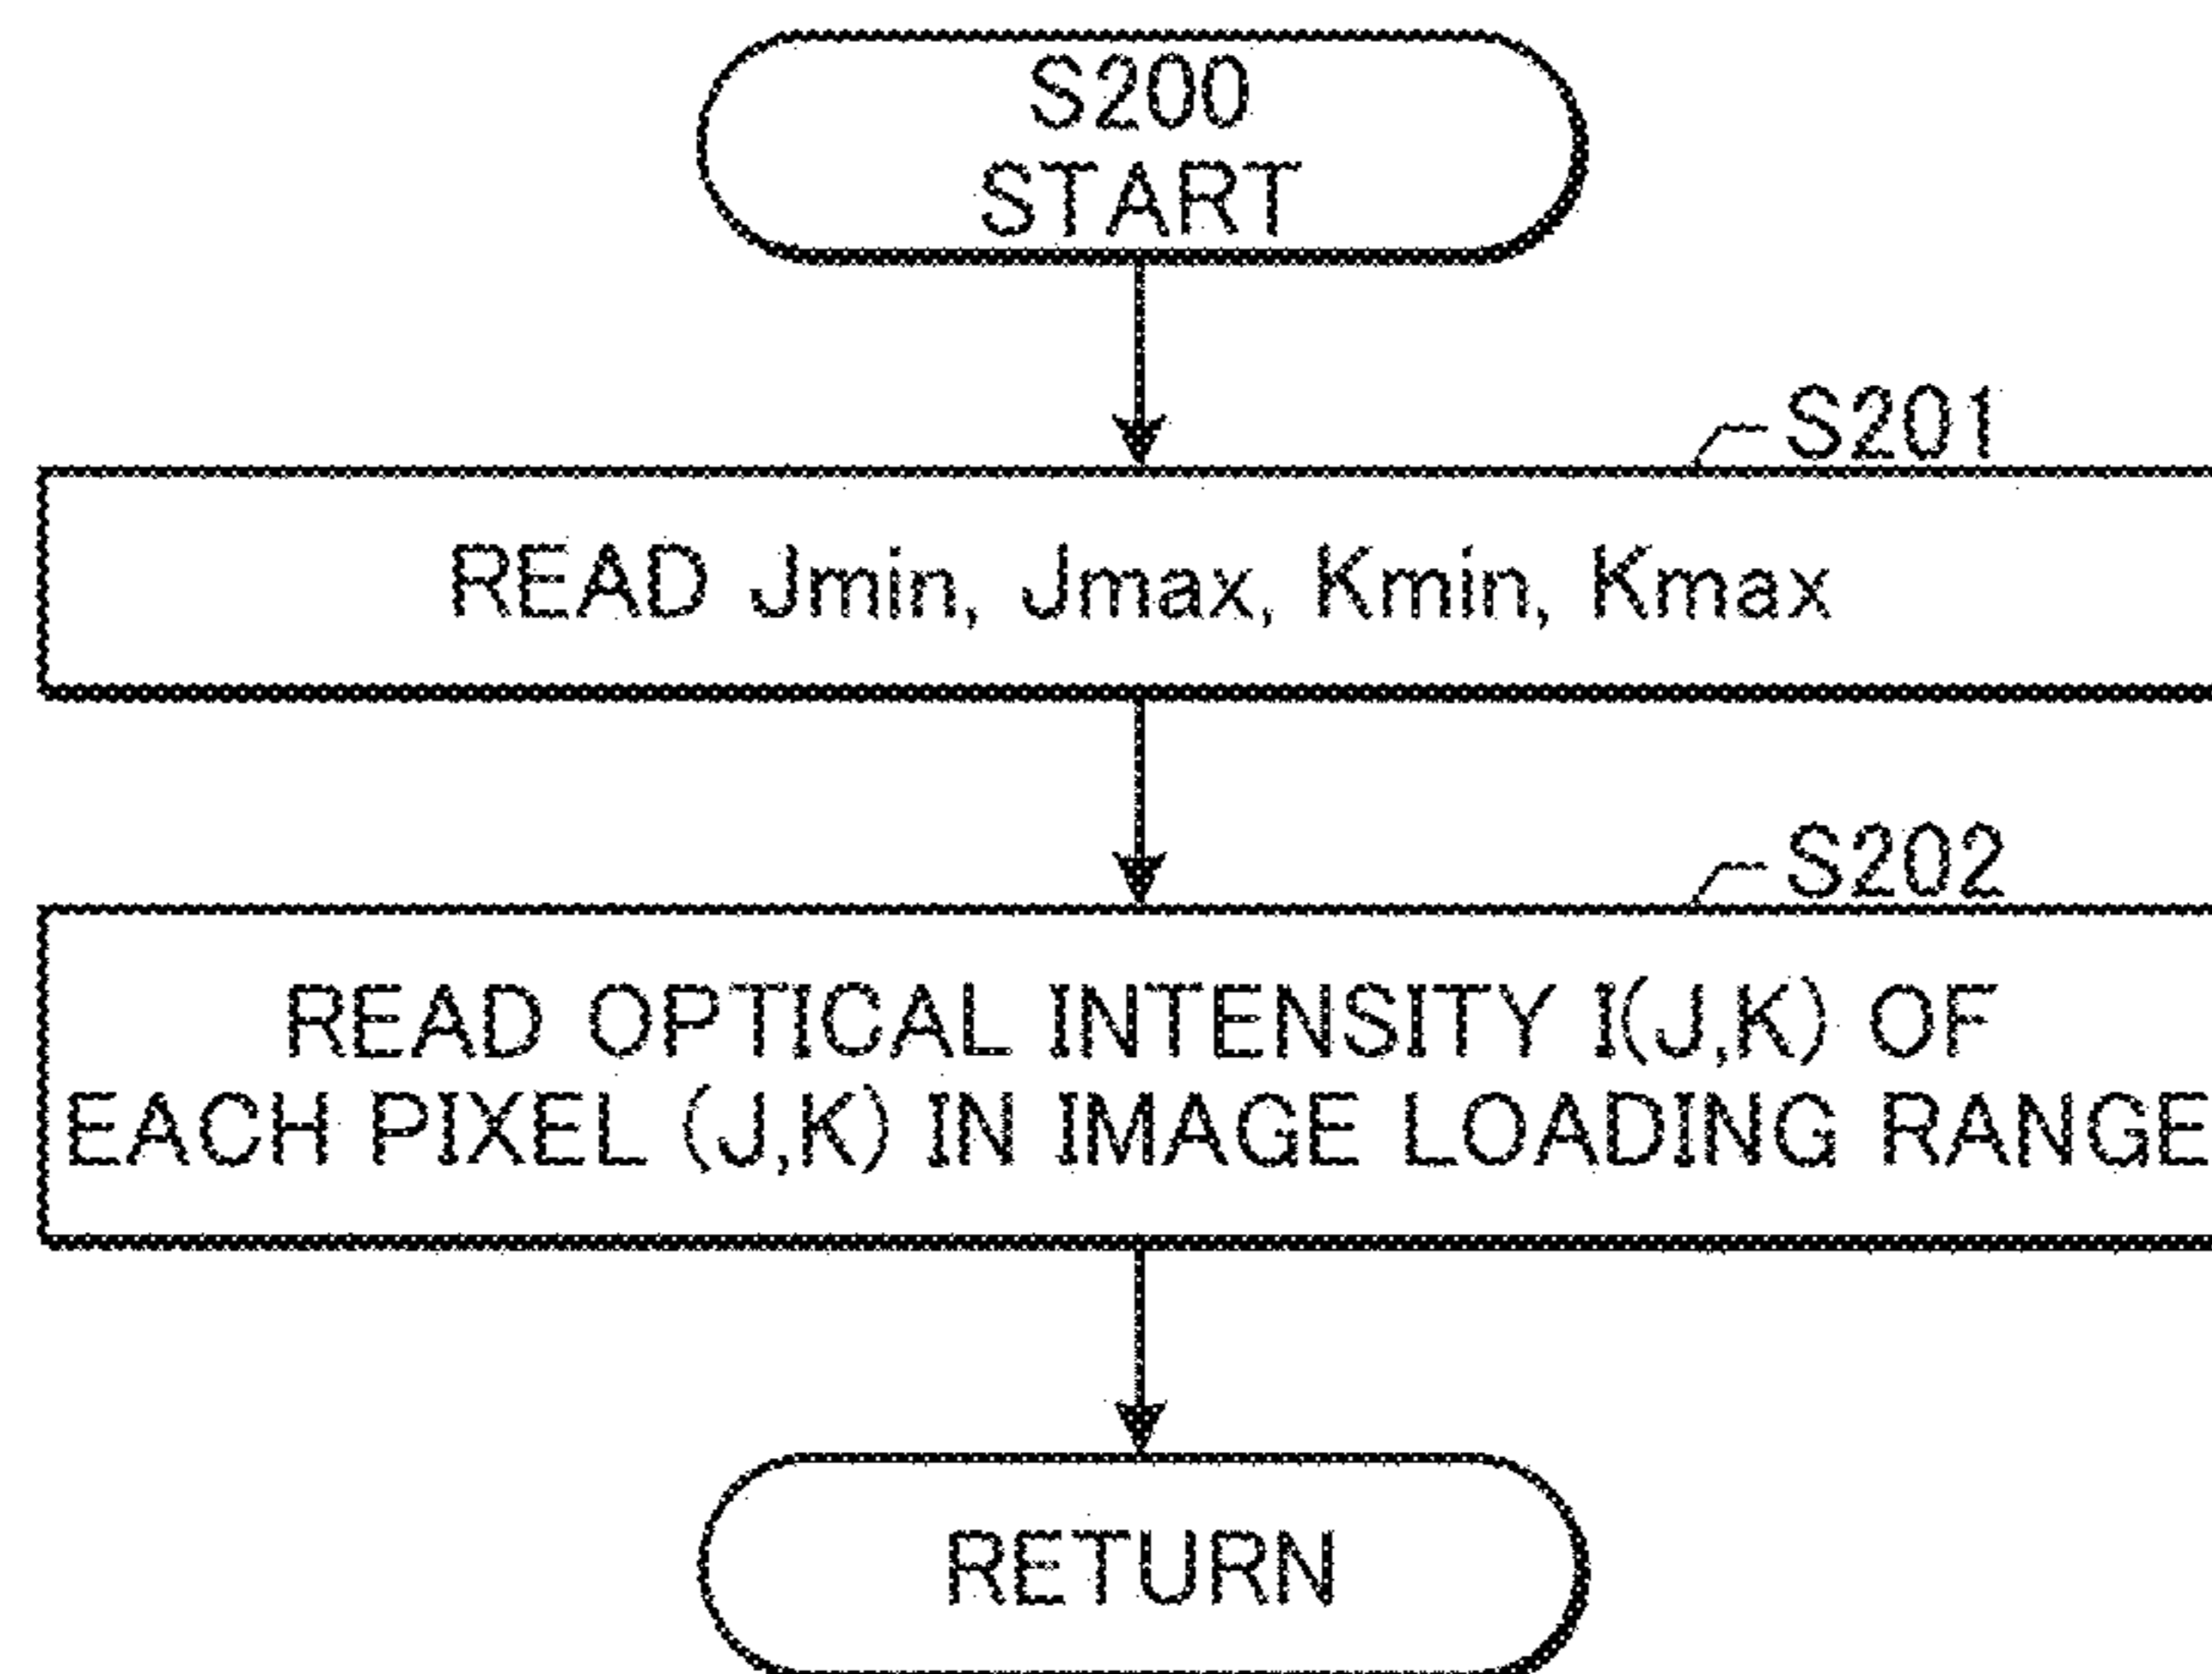 S200
START
S201
READ Jmin, Jmax, Kmin, Kmax
S202
READ OPTICAL INTENSITY I(J,K) OF
EACH PIXEL (J,K) IN IMAGE LOADING RANGE
RETURN